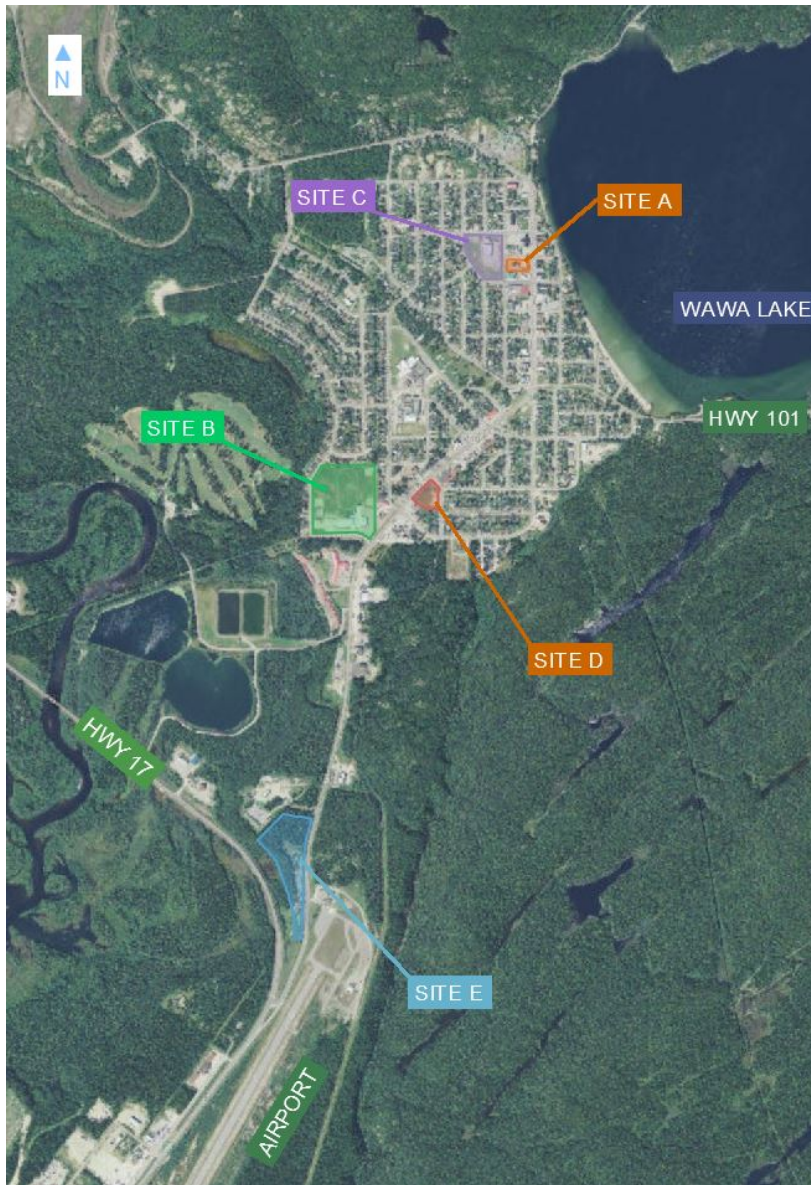 N
SITE C
SITE A
WAWA LAKE
HWY 101
SITE B
SITE D
HWY 17
SITE E
AIRPORT